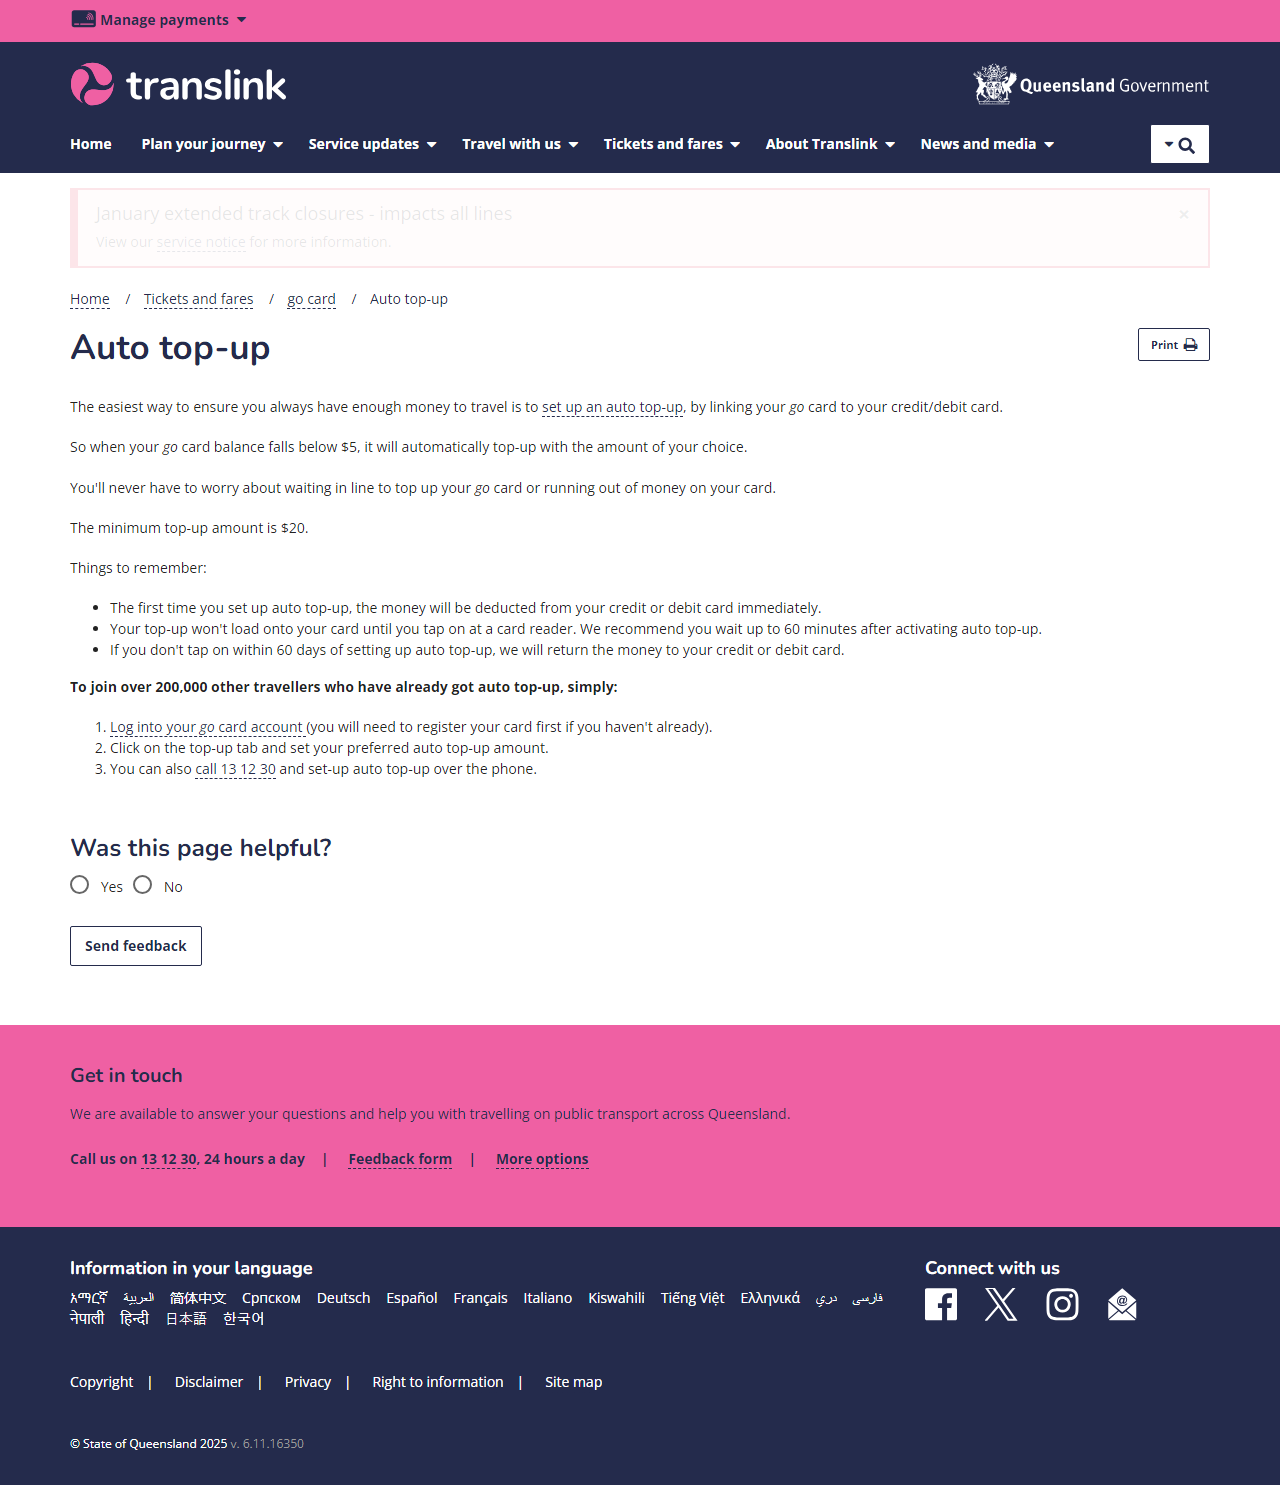 Manage payments
translink
Queensland Government
Home Plan your journey Service updates Travel with us Tickets and fares About Translink News and media
January extended track closures - impacts all lines
×
View our service notice for more information.
Home / Tickets and fares / go card / Auto top-up
Auto top-up
Print
The easiest way to ensure you always have enough money to travel is to set up an auto top-up, by linking your go card to your credit/debit card.
So when your go card balance falls below $5, it will automatically top-up with the amount of your choice.
You'll never have to worry about waiting in line to top up your go card or running out of money on your card.
The minimum top-up amount is $20.
Things to remember:
• The first time you set up auto top-up, the money will be deducted from your credit or debit card immediately.
• Your top-up won't load onto your card until you tap on at a card reader. We recommend you wait up to 60 minutes after activating auto top-up.
• If you don't tap on within 60 days of setting up auto top-up, we will return the money to your credit or debit card.
To join over 200,000 other travellers who have already got auto top-up, simply:
1. Log into your go card account (you will need to register your card first if you haven't already).
2. Click on the top-up tab and set your preferred auto top-up amount.
3. You can also call 13 12 30 and set-up auto top-up over the phone.
Was this page helpful?
Yes No
Send feedback
Get in touch
We are available to answer your questions and help you with travelling on public transport across Queensland.
Call us on 13 12 30, 24 hours a day | Feedback form | More options
Information in your language
Connect with us
አማርኛ العربية 简体中文 Српском Deutsch Español Français Italiano Kiswahili Tiếng Việt Ελληνικά دري فارسی
नेपाली हिन्दी 日本語 한국어
@
Copyright | Disclaimer | Privacy | Right to information | Site map
© State of Queensland 2025 v. 6.11.16350